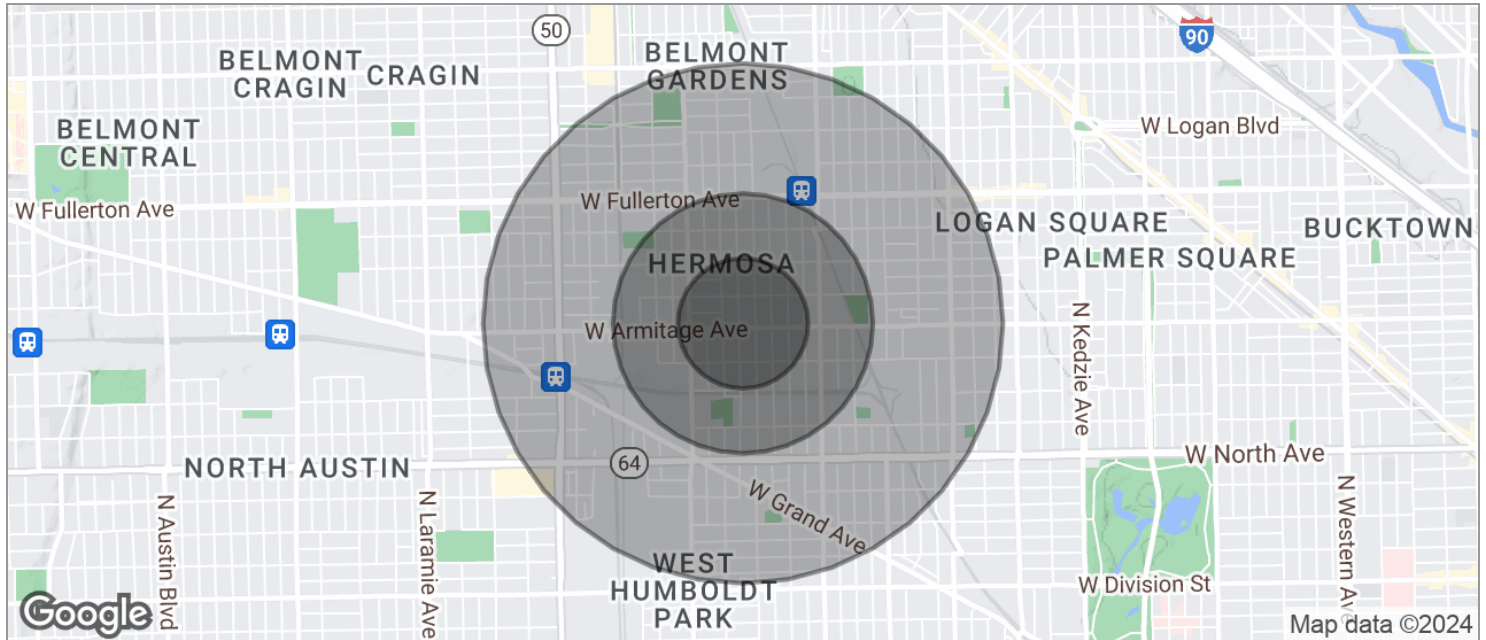 50
90
BELMONT
GARDENS
BELMONT
CRAGIN
CRAGIN
BELMONT
CENTRAL
W Logan Blvd
W Fullerton Ave
W Fullerton Ave
LOGAN SQUARE
BUCKTOWN
PALMER SQUARE
HERMOSA
W Armitage Ave
N Kedzie Ave
NORTH AUSTIN
64
W North Ave
W Grand Ave
N Austin Blvd
N Laramie Ave
N Western Av
WEST
HUMBOLDT
PARK
W Division St
Google
Map data ©2024